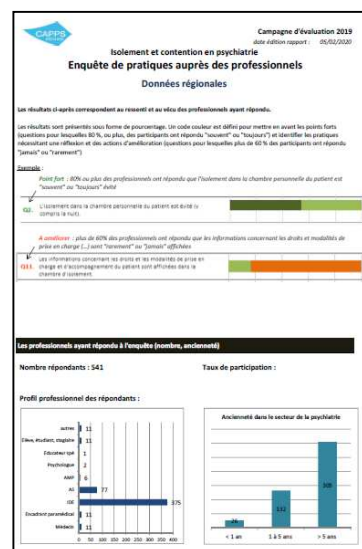 CAPPS
Campagne d'évaluation 2019
date édition rapport : 05/02/2020
Isolement et contention en psychiatrie
Enquête de pratiques auprès des professionnels
Données régionales
Les résultats ci-après correspondent au ressenti et au vécu des professionnels ayant répondu.
Les résultats sont présentés sous forme de pourcentage. Un code couleur est défini pour mettre en avant les points forts
(questions pour lesquelles 80 %, ou plus, des participants ont répondu "souvent" ou "toujours") et identifier les pratiques
nécessitant une réflexion et des actions d'amélioration (questions pour lesquelles plus de 60 % des participants ont répondu
"jamais" ou "rarement")
Exemple :
Point fort : 80% ou plus des professionnels ont répondu que l'isolement dans la chambre personnelle du patient est
"souvent" ou "toujours" évité
L'isolement dans la chambre personnelle du patient est évité (y
compris la nuit).
A améliorer : plus de 60% des professionnels ont répondu que les informations concernant les droits et modalités de
prise en charge (...) sont "rarement" ou "jamais" affichées
Q11. Les informations concernant les droits et les modalités de prise en
charge et d'accompagnement du patient sont affichées dans la
chambre d'isolement.
Les professionnels ayant répondu à l'enquête (nombre, ancienneté)
Nombre répondants : 541
Taux de participation :
Profil professionnel des répondants :
autres 11
Elève, étudiant, stagiaire 11
Educateur spé 1
Psychologue 2
6
AS 77
IDE 375
Encadrant paramédical 11
Médecin 11
0 50 100 150 200 250 300 350 400
Ancienneté dans le secteur de la psychiatrie
26
132
< 1 an 1 à 5 ans > 5 ans